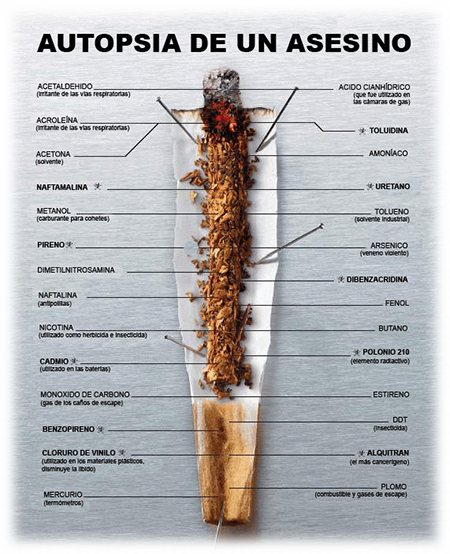 AUTOPSIA DE UN ASESINO
ACETALDEHIDO
(irritante de las vías respiratorias)
ACROLEÍNA
(irritante de las vías respiratorias)
ACETONA
(solvente)
NAFTAMALINA
METANOL
(carburante para cohetes)
PIRENO
DIMETILNITROSAMINA
NAFTALINA
(antipolillas)
NICOTINA
(utilizado como herbicida e insecticida)
CADMIO
(utilizado en las baterías)
MONOXIDO DE CARBONO
(gas de los caños de escape)
BENZOPIRENO
CLORURO DE VINILO
(utilizado en los materiales plásticos,
disminuye la libido)
MERCURIO
(termómetros)
ACIDO CIANHÍDRICO
(que fue utilizado en
las cámaras de gas)
TOLUIDINA
AMONÍACO
URETANO
TOLUENO
(solvente industrial)
ARSENICO
(veneno violento)
DIBENZACRIDINA
FENOL
BUTANO
POLONIO 210
(elemento radiactivo)
ESTIRENO
DDT
(insecticida)
ALQUITRAN
(el más cancerígeno)
PLOMO
(combustible y gases de escape)